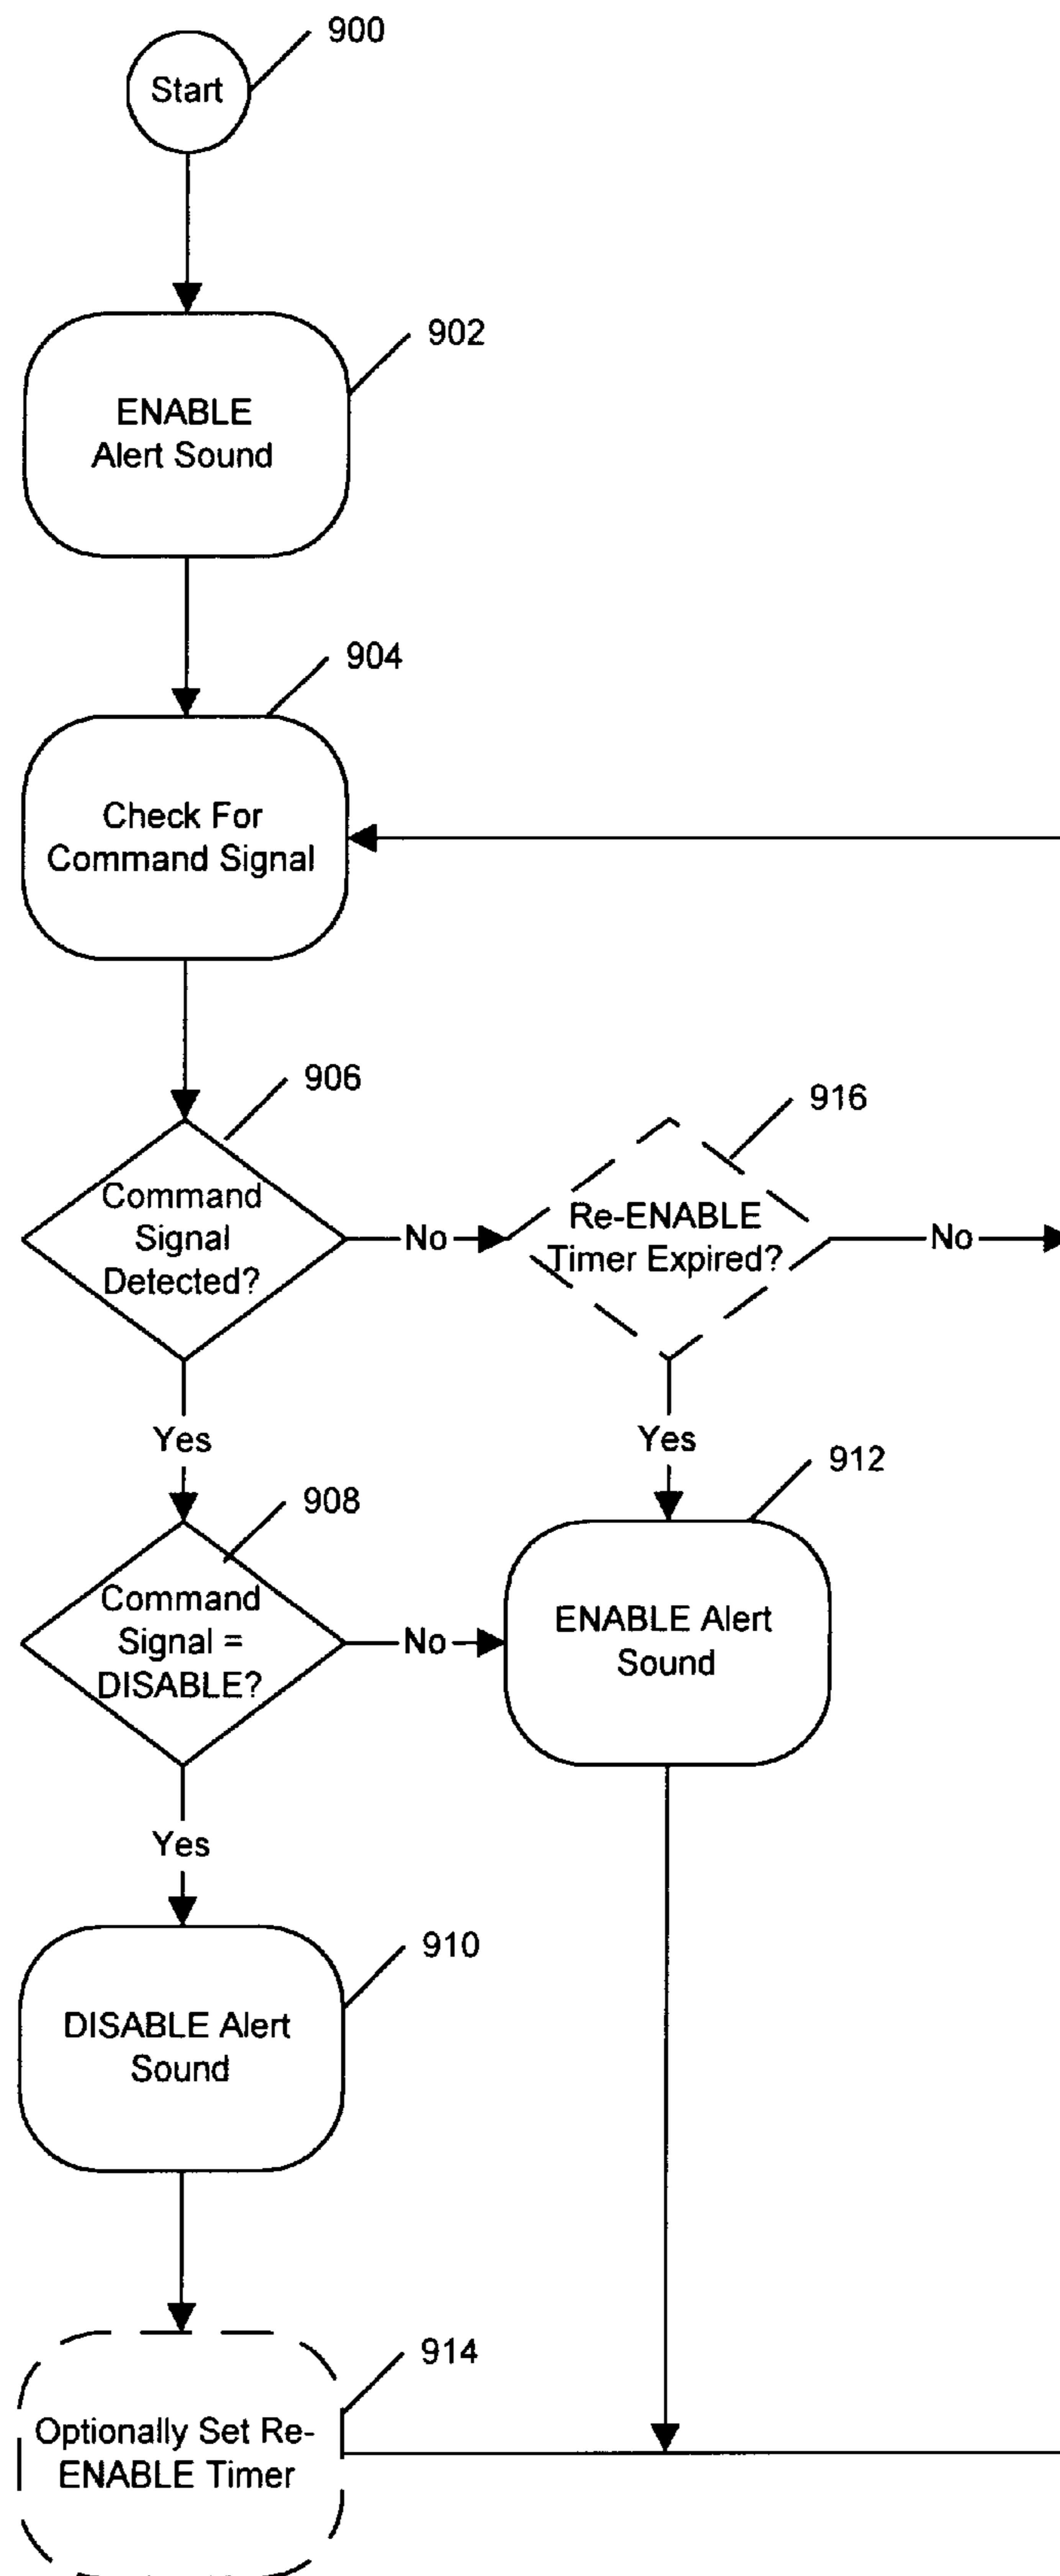 900
Start
902
ENABLE
Alert Sound
904
Check For
Command Signal
906
Command
Signal
Detected?
No
916
Re-ENABLE
Timer Expired?
No
Yes
Yes
908
Command
Signal =
DISABLE?
No
912
ENABLE Alert
Sound
Yes
910
DISABLE Alert
Sound
914
Optionally Set Re-
ENABLE Timer